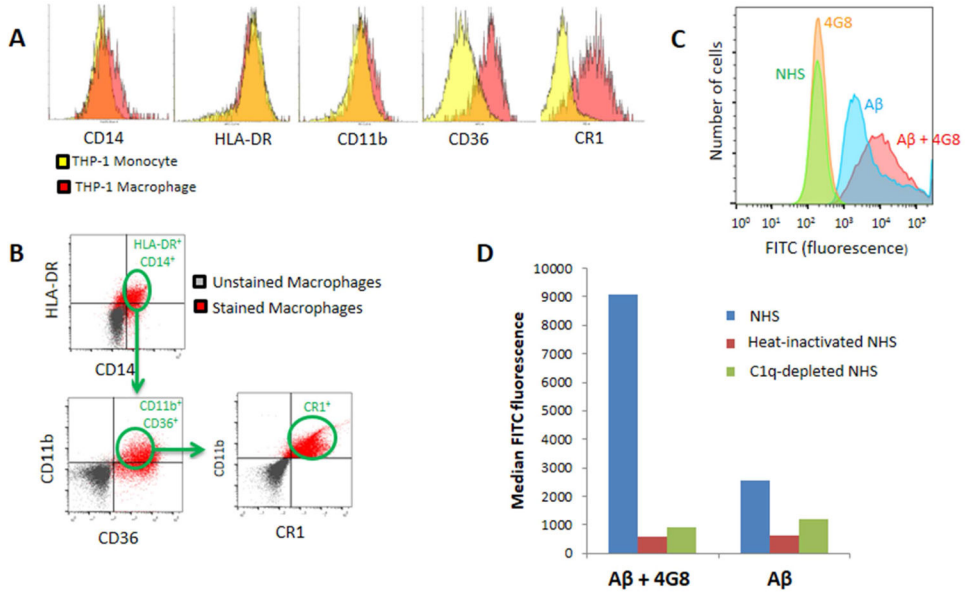 A
CD14
HLA-DR
CD11b
CD36
CR1
THP-1 Monocyte
THP-1 Macrophage
B
HLA-DR
HLA-DR⁺
CD14⁺
CD14
Unstained Macrophages
Stained Macrophages
CD11b
CD11b⁺
CD36⁺
CD36
CD11b
CR1⁺
CR1
C
Number of cells
4G8
NHS
Aβ
Aβ + 4G8
10⁰ 10¹ 10² 10³ 10⁴ 10⁵
FITC (fluorescence)
D
Median FITC fluorescence
10000
9000
8000
7000
6000
5000
4000
3000
2000
1000
0
NHS
Heat-inactivated NHS
C1q-depleted NHS
Aβ + 4G8
Aβ